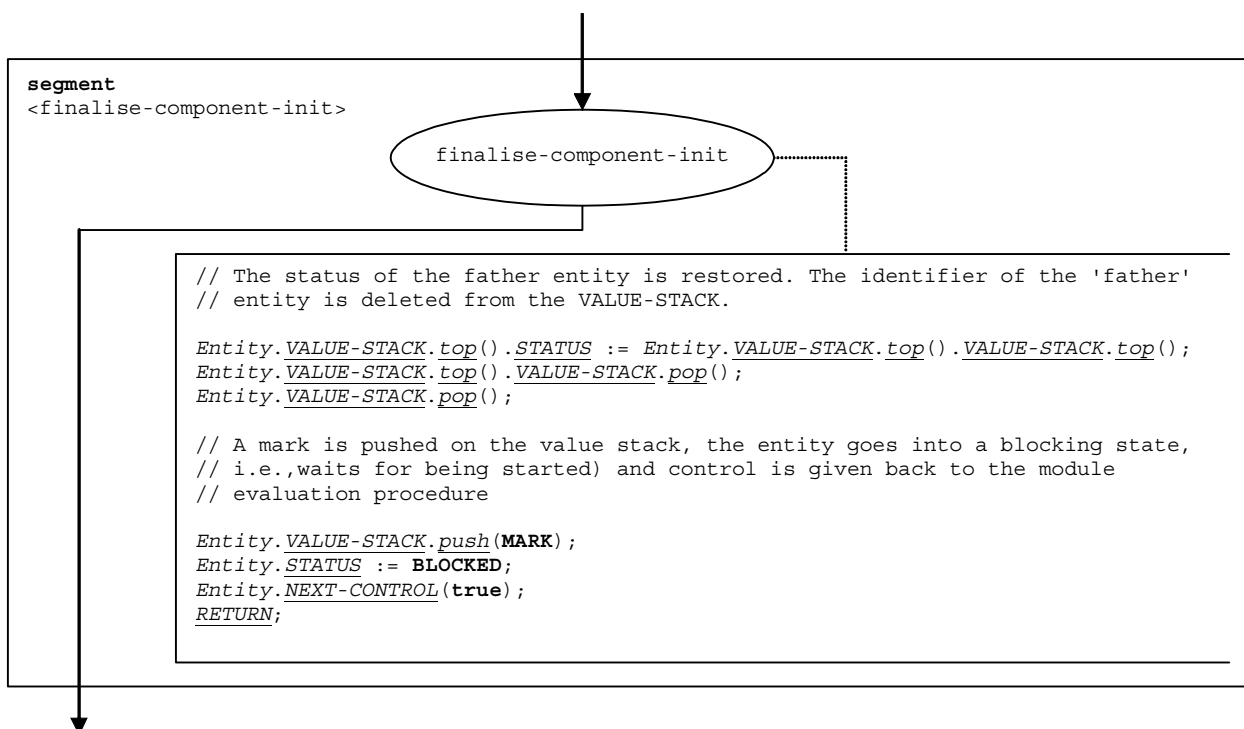 segment
<finalise-component-init>
finalise-component-init
// The status of the father entity is restored. The identifier of the 'father'
// entity is deleted from the VALUE-STACK.
Entity.VALUE-STACK.top().STATUS := Entity.VALUE-STACK.top().VALUE-STACK.top();
Entity.VALUE-STACK.top().VALUE-STACK.pop();
Entity.VALUE-STACK.pop();
// A mark is pushed on the value stack, the entity goes into a blocking state,
// i.e.,waits for being started) and control is given back to the module
// evaluation procedure
Entity.VALUE-STACK.push(MARK);
Entity.STATUS := BLOCKED;
Entity.NEXT-CONTROL(true);
RETURN;